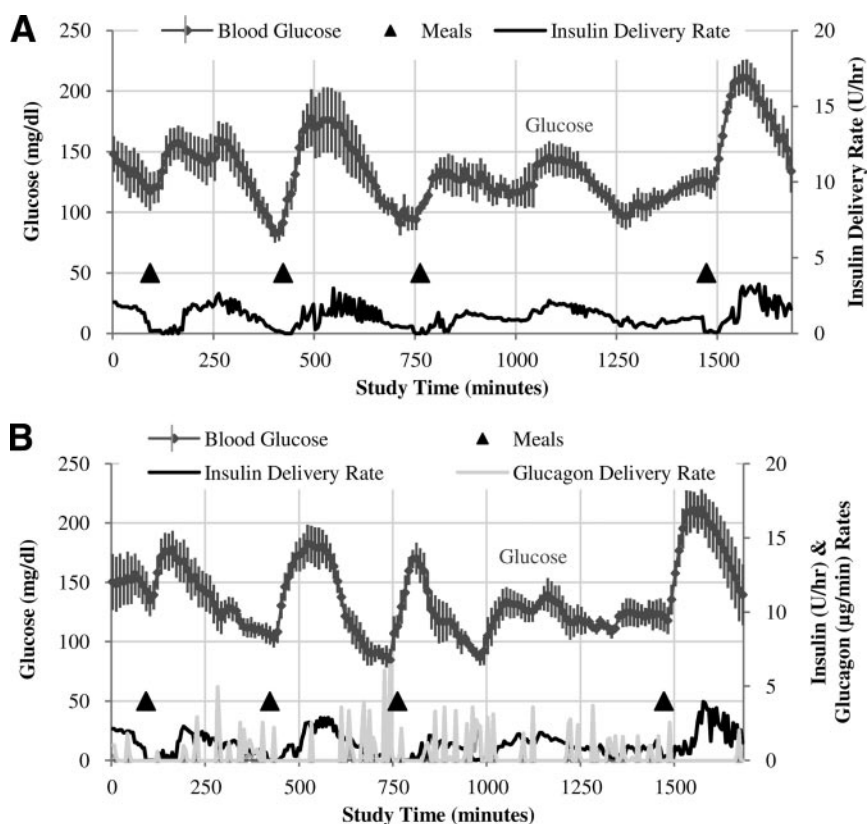 A
Blood Glucose Meals Insulin Delivery Rate
250 20
200
15
Glucose
150
10
100
5
50
0 0
0 250 500 750 1000 1250 1500
Glucose (mg/dl)
Insulin Delivery Rate (U/hr)
Study Time (minutes)
B
Blood Glucose Meals
Insulin Delivery Rate Glucagon Delivery Rate
250 20
200
15
Glucose
150
10
100
5
50
0 0
0 250 500 750 1000 1250 1500
Glucose (mg/dl)
Insulin (U/hr) &
Glucagon (µg/min) Rates
Study Time (minutes)